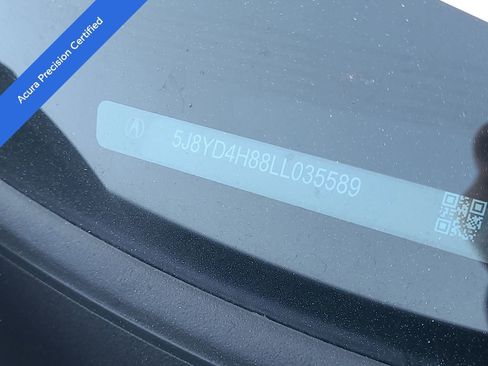 Acura Precision Certified
5J8YD4H88LL035589